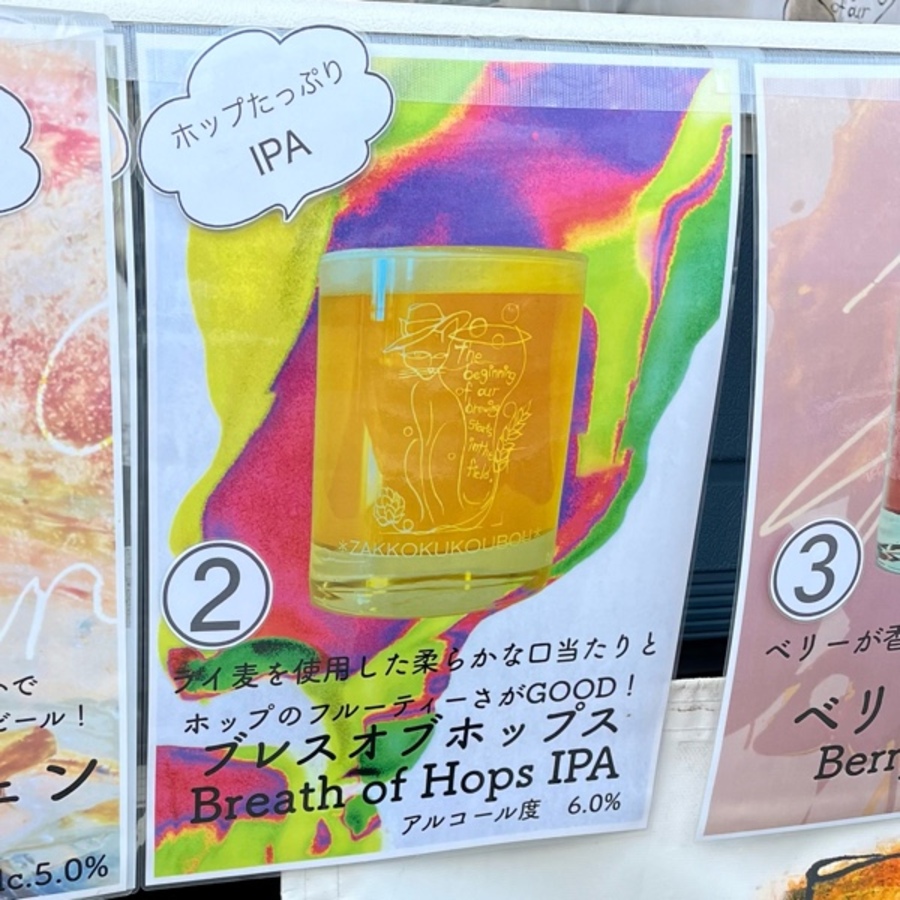 of our
ホップたっぷり
IPA
The
beginning
of our
brewing
starts
in the
field.
*ZAKKOKUKOUBOU*
2
ライ麦を使用した柔らかな口当たりと
ホップのフルーティーさがGOOD！
ブレスオブホップス
Breath of Hops IPA
アルコール度 6.0%
で
ビール！
ェン
lc.5.0%
3
ベリーが香
ベリ
Berry